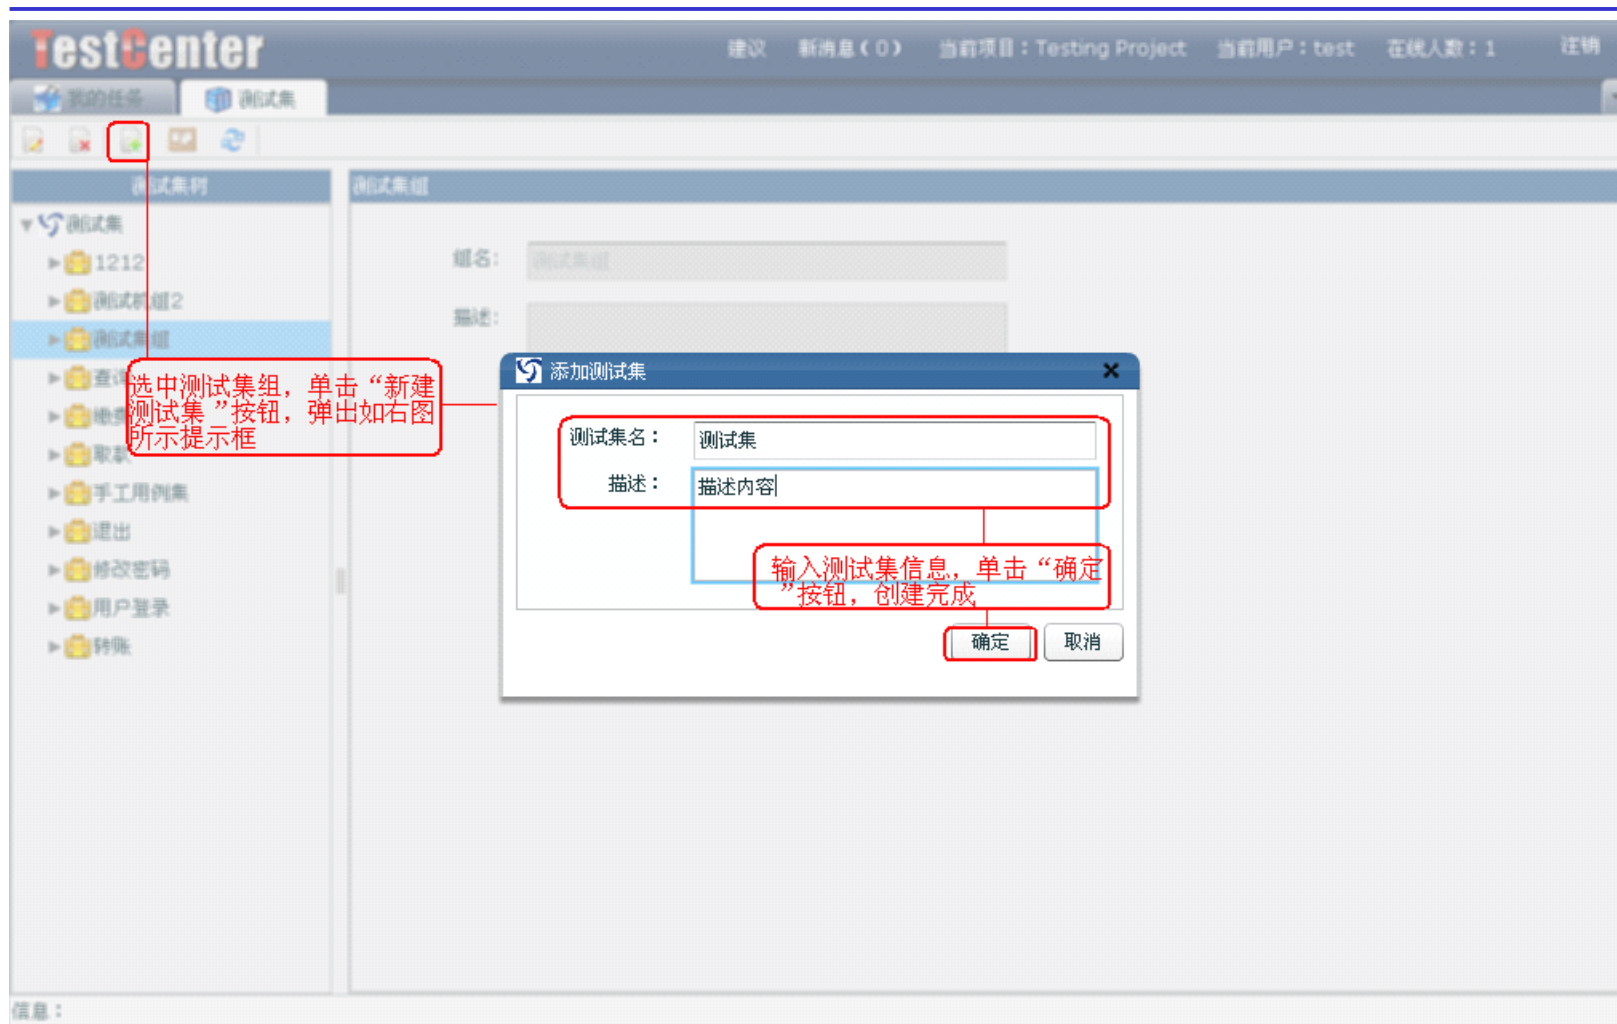 TestCenter
建议 新消息(0) 当前项目：Testing Project 当前用户：test 在线人数：1 注销
我的任务 测试集
测试集树
测试集组
测试集
1212
测试机组2
测试集组
手工用例集
退出
修改密码
用户登录
转账
组名：
测试集组
描述：
选中测试集组，单击“新建
测试集 ”按钮，弹出如右图
所示提示框
添加测试集
测试集名： 测试集
描述： 描述内容
输入测试集信息，单击“确定
”按钮，创建完成
确定 取消
信息：